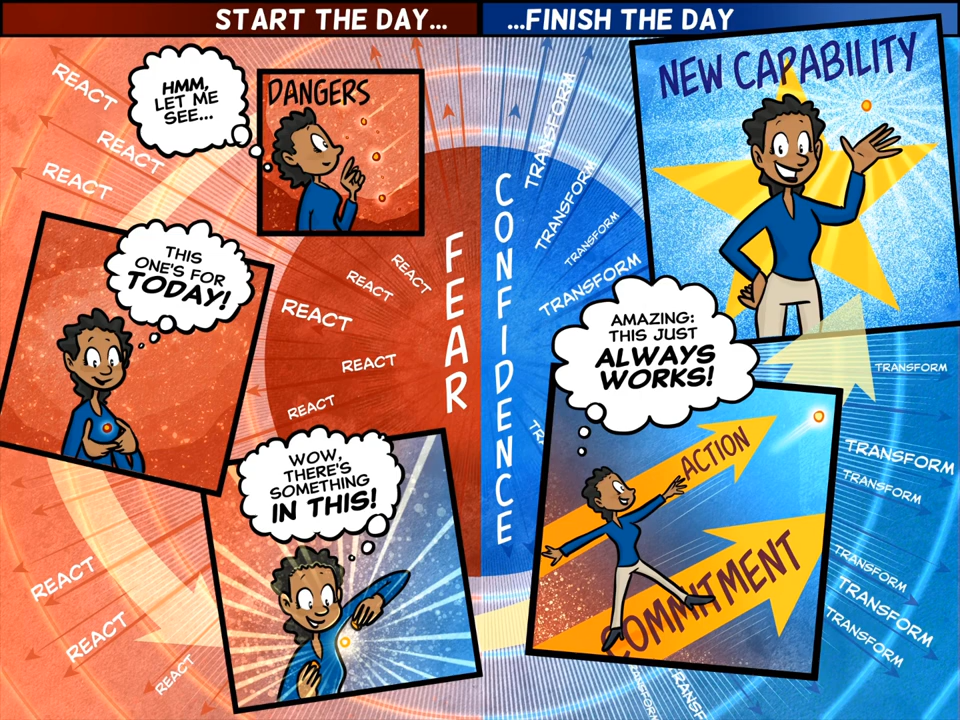 START THE DAY...
...FINISH THE DAY
REACT
REACT
REACT
HMM,
LET ME
SEE...
DANGERS
THIS
ONE'S FOR
TODAY!
REACT
REACT
REACT
REACT
REACT
FEAR
WOW,
THERE'S
SOMETHING
IN THIS!
REACT
REACT
REACT
CONFIDENCE
TRANSFORM
TRANSFORM
TRANSFORM
TRANSFORM
AMAZING:
THIS JUST
ALWAYS
WORKS!
ACTION
COMMITMENT
NEW CAPABILITY
TRANSFORM
TRANSFORM
TRANSFORM
TRANSFORM
TRANSFORM
TRANSFORM